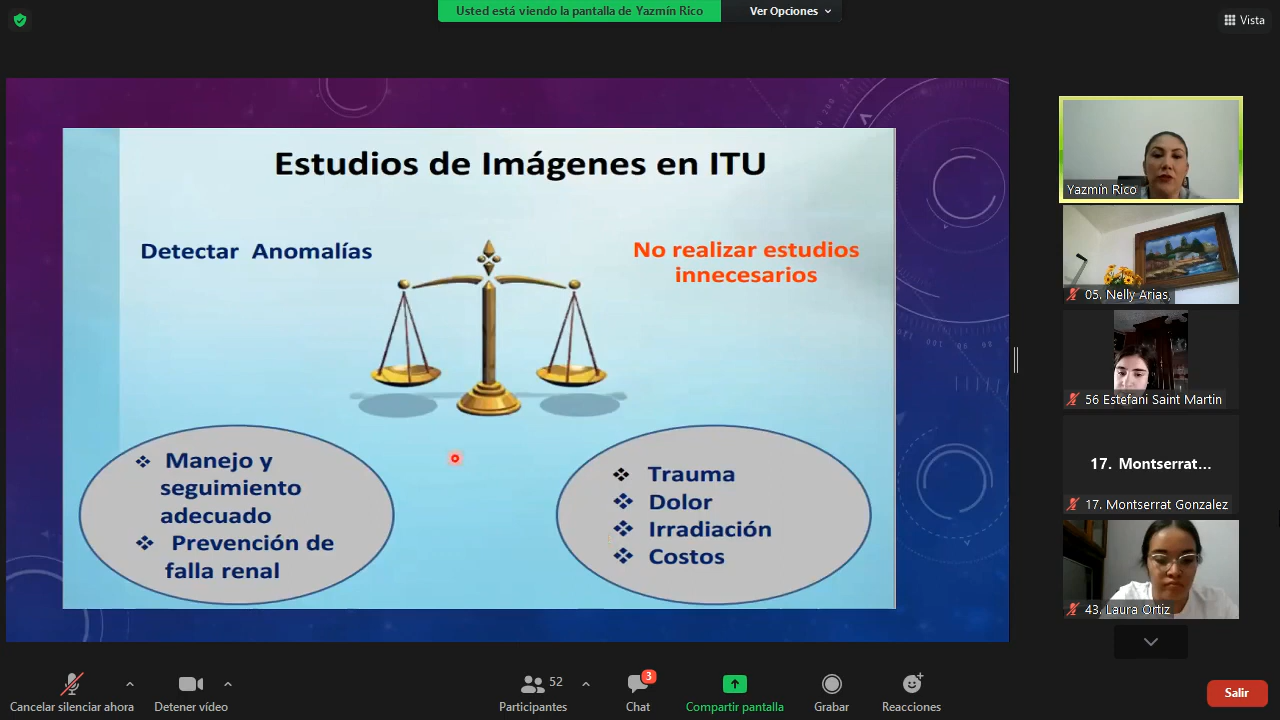 Usted está viendo la pantalla de Yazmín Rico
Ver Opciones
Vista
Estudios de Imágenes en ITU
Detectar Anomalías
No realizar estudios
innecesarios
Manejo y
seguimiento
adecuado
Prevención de
falla renal
Trauma
Dolor
Irradiación
Costos
Yazmín Rico
05. Nelly Arias,
56 Estefani Saint Martin
17. Montserrat...
17. Montserrat Gonzalez
43. Laura Ortiz
Cancelar silenciar ahora
Detener vídeo
52
Participantes
3
Chat
Compartir pantalla
Grabar
Reacciones
Salir